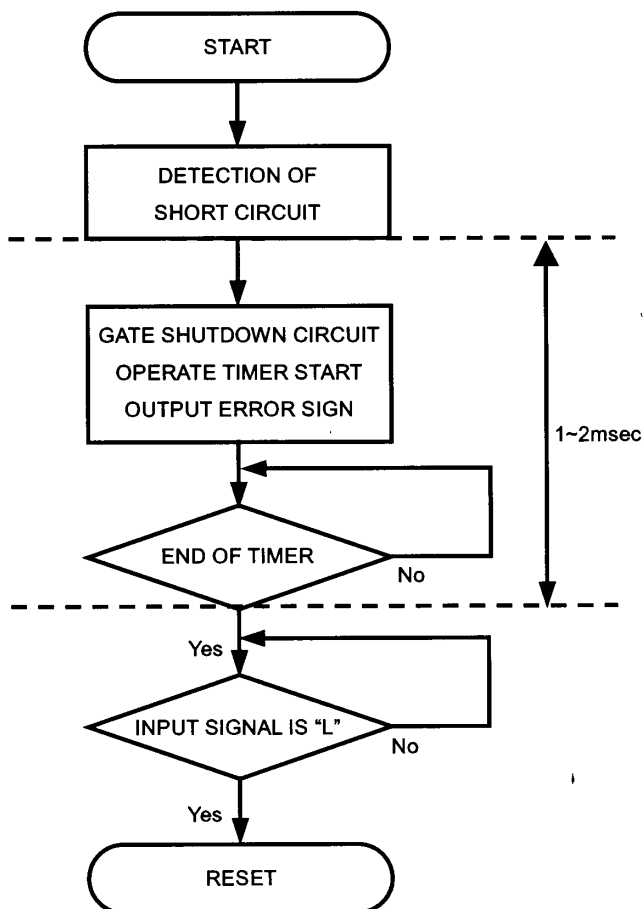 START
DETECTION OF
SHORT CIRCUIT
GATE SHUTDOWN CIRCUIT
OPERATE TIMER START
OUTPUT ERROR SIGN
1~2msec
END OF TIMER
No
Yes
INPUT SIGNAL IS “L”
No
Yes
RESET